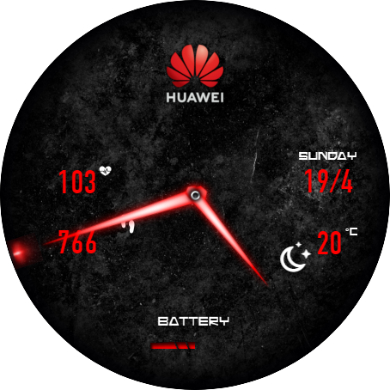 HUAWEI
SUNDAY
103 19/4
766 20 °C
BATTERY